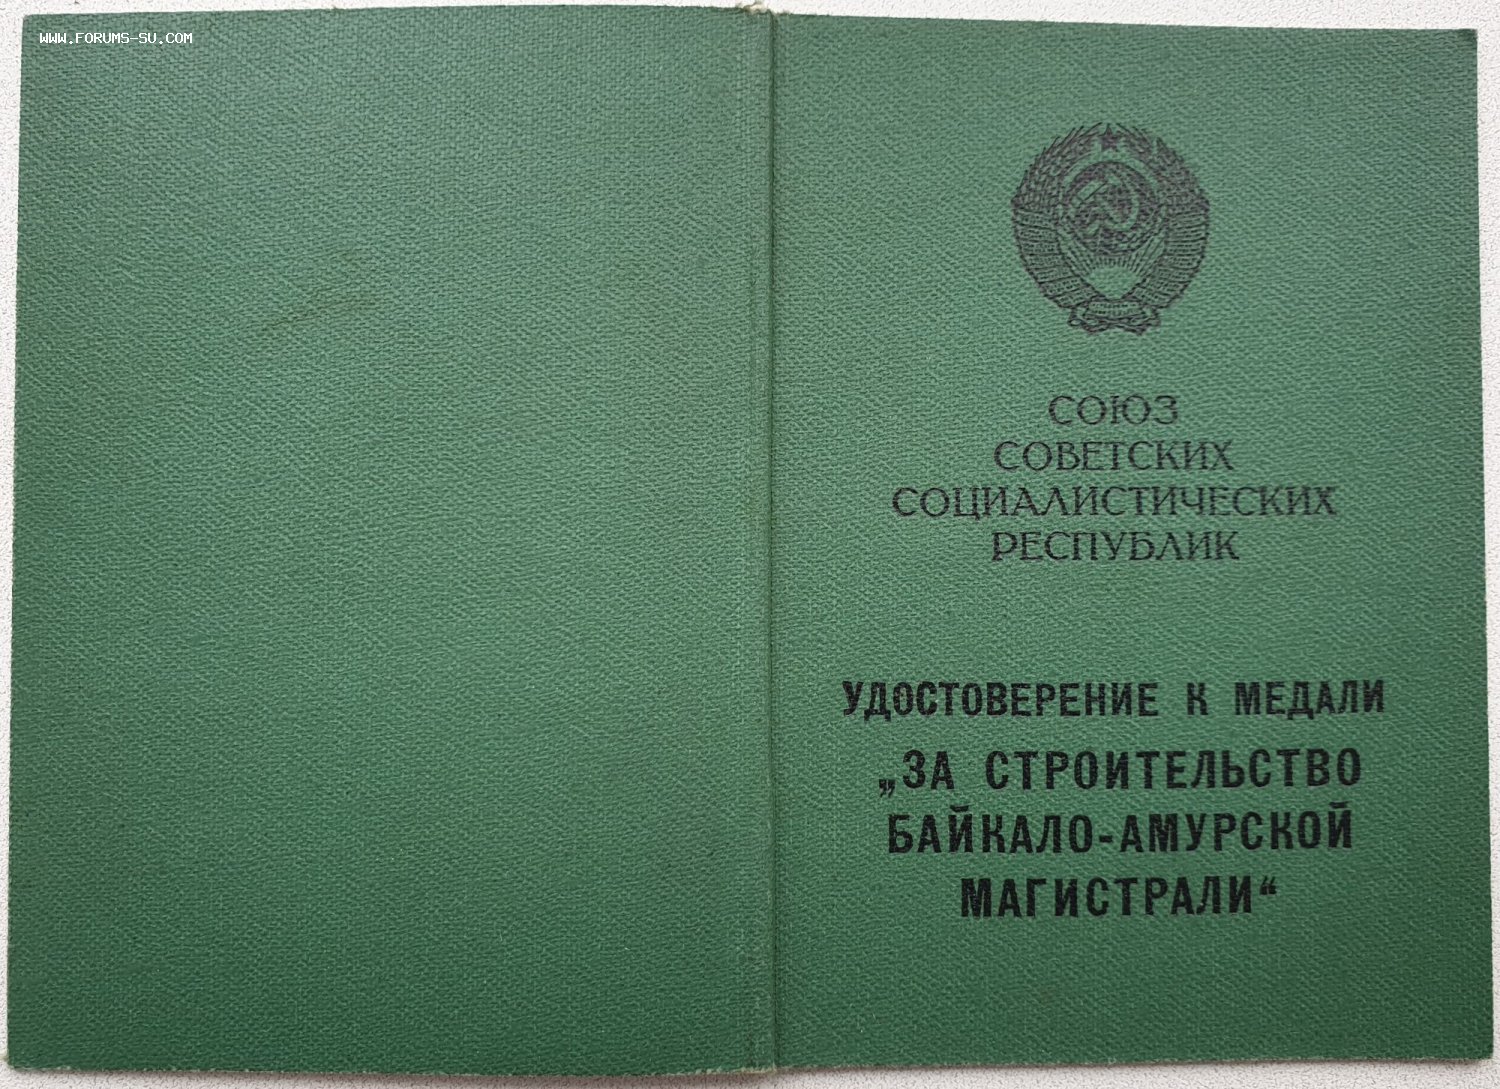 WWW.FORUMS-SU.COM
СОЮЗ
СОВЕТСКИХ
СОЦИАЛИСТИЧЕСКИХ
РЕСПУБЛИК
УДОСТОВЕРЕНИЕ К МЕДАЛИ
„ЗА СТРОИТЕЛЬСТВО
БАЙКАЛО-АМУРСКОЙ
МАГИСТРАЛИ“